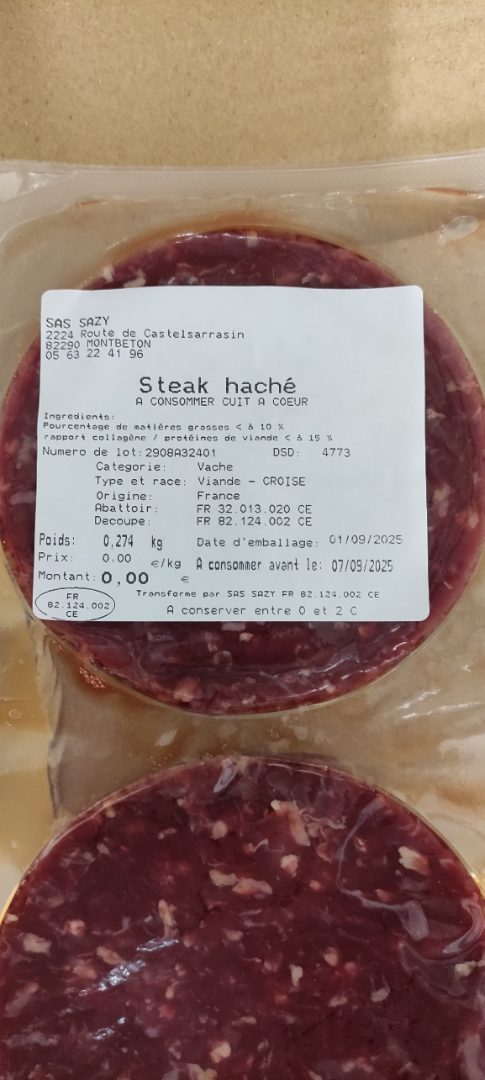 SAS SAZY
2224 Route de Castelsarrasin
82290 MONTBETON
05 63 22 41 96
Steak haché
A CONSOMMER CUIT A COEUR
Ingrédients:
Pourcentage de matières grasses < à 10 %
rapport collagène / protéines de viande < à 15 %
Numero de lot: 2908A32401 DSD: 4773
Categorie: Vache
Type et race: Viande - CROISE
Origine: France
Abattoir: FR 32.013.020 CE
Decoupe: FR 82.124.002 CE
Poids: 0,274 kg Date d'emballage: 01/09/2025
Prix: 0.00 €/kg A consommer avant le: 07/09/2025
Montant: 0,00 €
Transforme par SAS SAZY FR 82.124.002 CE
FR
82.124.002
CE
A conserver entre 0 et 2 C